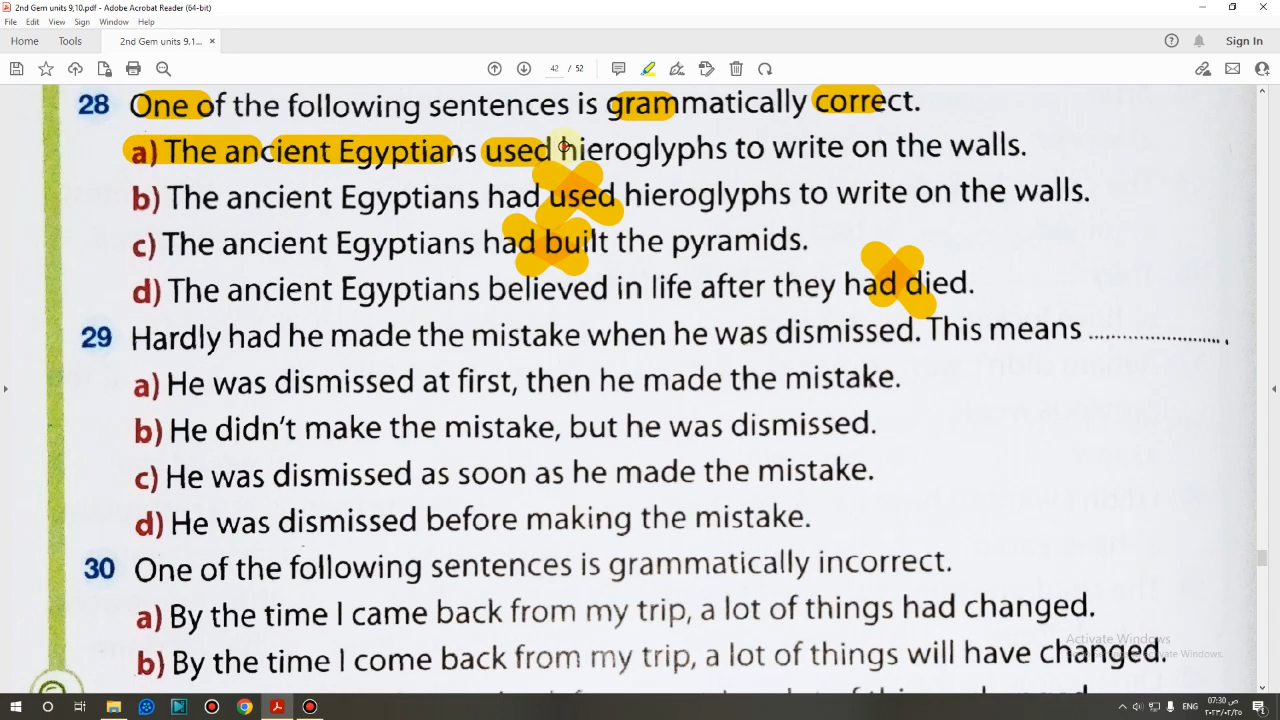 2nd Gem units 9,10.pdf - Adobe Acrobat Reader (64-bit)
File Edit View Sign Window Help
Home Tools 2nd Gem units 9,1... × Sign In
42 / 52
28 One of the following sentences is grammatically correct.
a) The ancient Egyptians used hieroglyphs to write on the walls.
b) The ancient Egyptians had used hieroglyphs to write on the walls.
c) The ancient Egyptians had built the pyramids.
d) The ancient Egyptians believed in life after they had died.
29 Hardly had he made the mistake when he was dismissed. This means ..............................
a) He was dismissed at first, then he made the mistake.
b) He didn't make the mistake, but he was dismissed.
c) He was dismissed as soon as he made the mistake.
d) He was dismissed before making the mistake.
30 One of the following sentences is grammatically incorrect.
a) By the time I came back from my trip, a lot of things had changed.
Activate Windows
b) By the time I come back from my trip, a lot of things will have changed.
ENG 07:30 ص